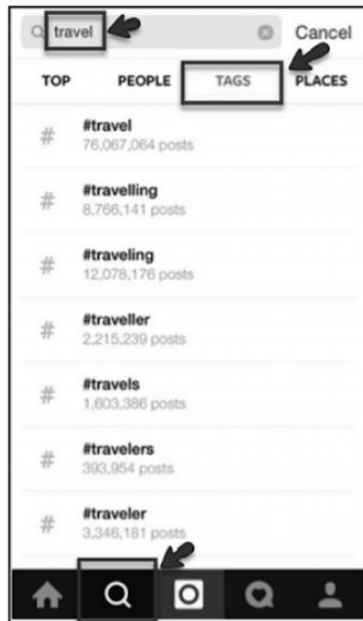 travel Cancel
TOP PEOPLE TAGS PLACES
# #travel
76,067,064 posts
# #travelling
8,766,141 posts
# #traveling
12,078,176 posts
# #traveller
2,215,239 posts
# #travels
1,603,386 posts
# #travelers
393,954 posts
# #traveler
3,346,181 posts